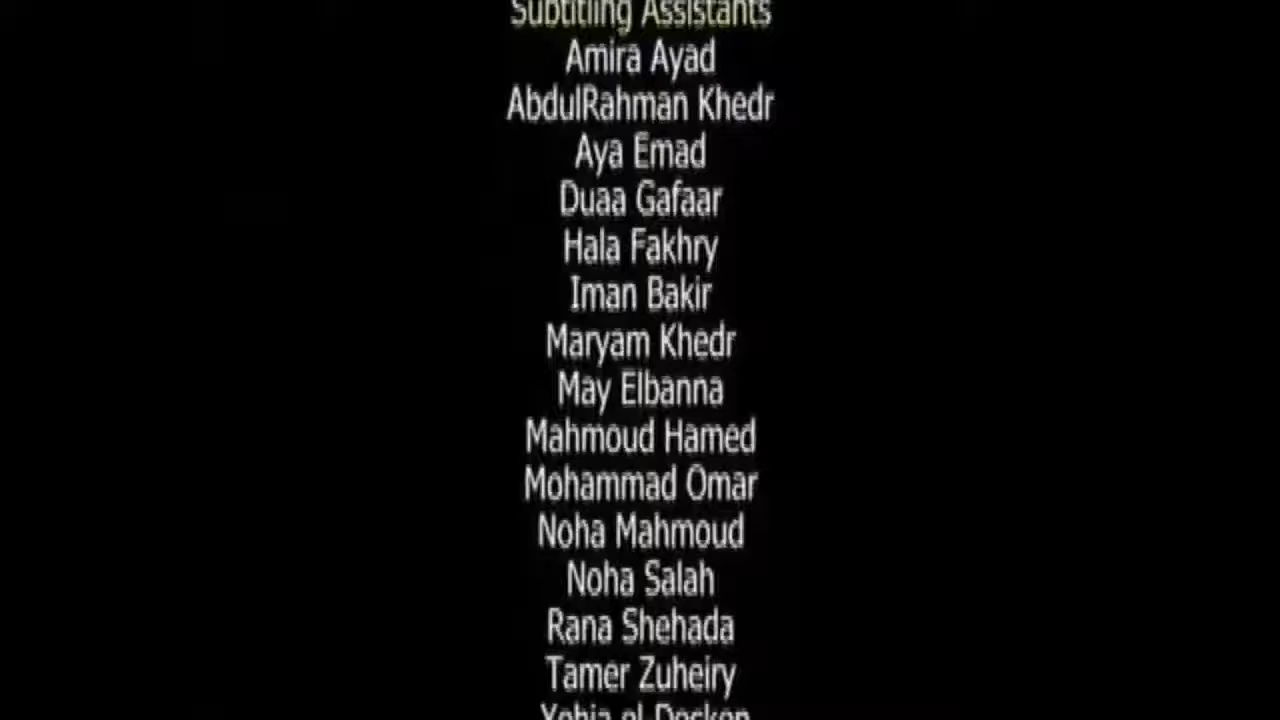 Subtitling Assistants
Amira Ayad
AbdulRahman Khedr
Aya Emad
Duaa Gafaar
Hala Fakhry
Iman Bakir
Maryam Khedr
May Elbanna
Mahmoud Hamed
Mohammad Omar
Noha Mahmoud
Noha Salah
Rana Shehada
Tamer Zuheiry